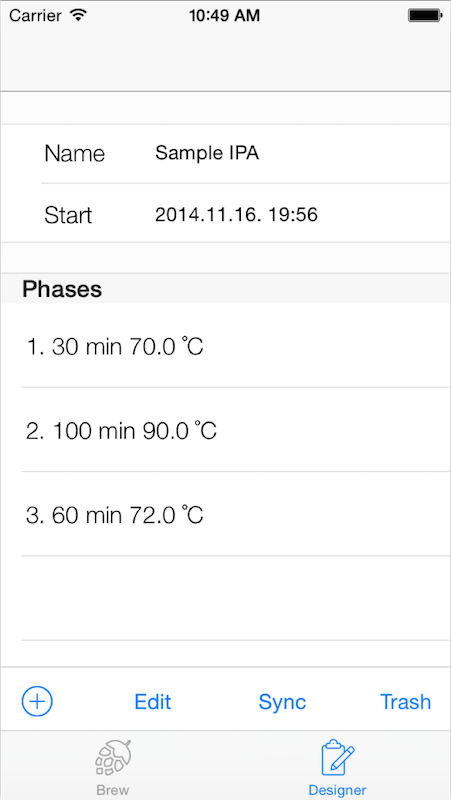 Carrier 10:49 AM
Name Sample IPA
Start 2014.11.16. 19:56
Phases
1. 30 min 70.0 °C
2. 100 min 90.0 °C
3. 60 min 72.0 °C
Edit Sync Trash
Brew Designer